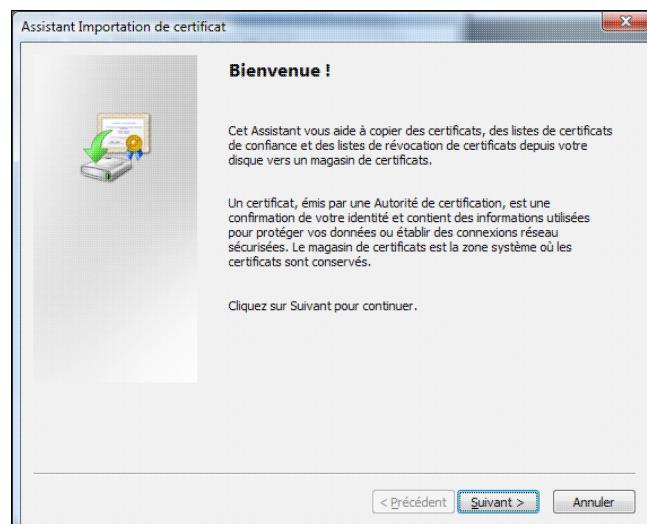 Assistant Importation de certificat
Bienvenue !
Cet Assistant vous aide à copier des certificats, des listes de certificats
de confiance et des listes de révocation de certificats depuis votre
disque vers un magasin de certificats.
Un certificat, émis par une Autorité de certification, est une
confirmation de votre identité et contient des informations utilisées
pour protéger vos données ou établir des connexions réseau
sécurisées. Le magasin de certificats est la zone système où les
certificats sont conservés.
Cliquez sur Suivant pour continuer.
< Précédent Suivant > Annuler